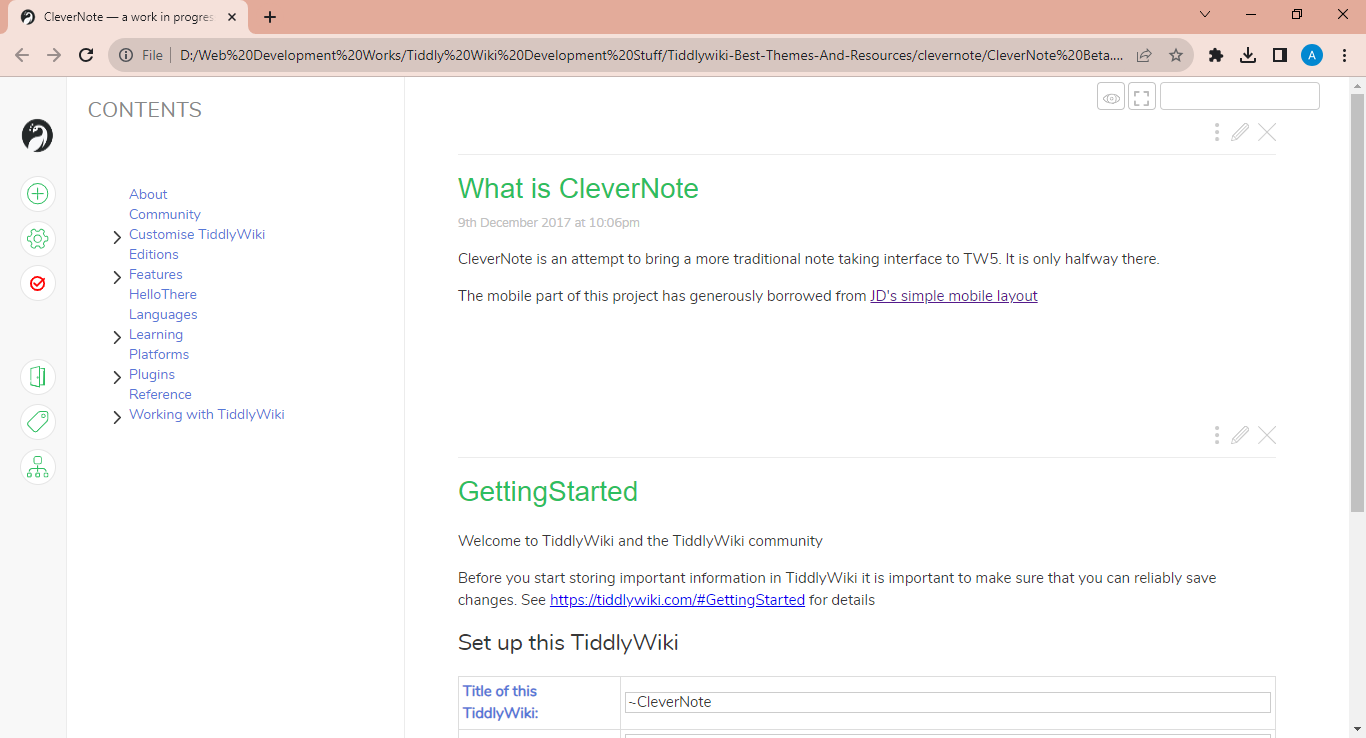 CleverNote — a work in progres
File
D:/Web%20Development%20Works/Tiddly%20Wiki%20Development%20Stuff/Tiddlywiki-Best-Themes-And-Resources/clevernote/CleverNote%20Beta....
A
CONTENTS
About
Community
Customise TiddlyWiki
Editions
Features
HelloThere
Languages
Learning
Platforms
Plugins
Reference
Working with TiddlyWiki
What is CleverNote
9th December 2017 at 10:06pm
CleverNote is an attempt to bring a more traditional note taking interface to TW5. It is only halfway there.
The mobile part of this project has generously borrowed from JD's simple mobile layout
GettingStarted
Welcome to TiddlyWiki and the TiddlyWiki community
Before you start storing important information in TiddlyWiki it is important to make sure that you can reliably save
changes. See https://tiddlywiki.com/#GettingStarted for details
Set up this TiddlyWiki
Title of this
TiddlyWiki:
~CleverNote